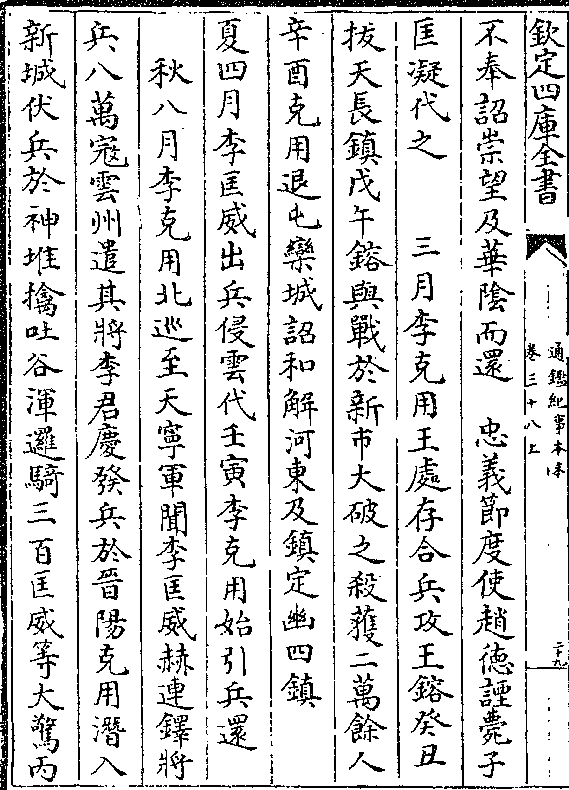 欽定四庫全書
通鑑紀事本末
卷三十八上
二十九
不奉詔崇望及華陰而還　忠義節度使趙德諲薨子
匡凝代之　　三月李克用王處存合兵攻王鎔癸丑
拔天長鎮戊午鎔與戰於新市大破之殺獲二萬餘人
辛酉克用退屯欒城詔和解河東及鎮定幽四鎮
夏四月李匡威出兵侵雲代壬寅李克用始引兵還
秋八月李克用北巡至天寧軍聞李匡威赫連鐸將
兵八萬寇雲州遣其將李君慶發兵於晉陽克用潛入
新城伏兵於神堆擒吐谷渾邏騎三百匡威等大驚丙